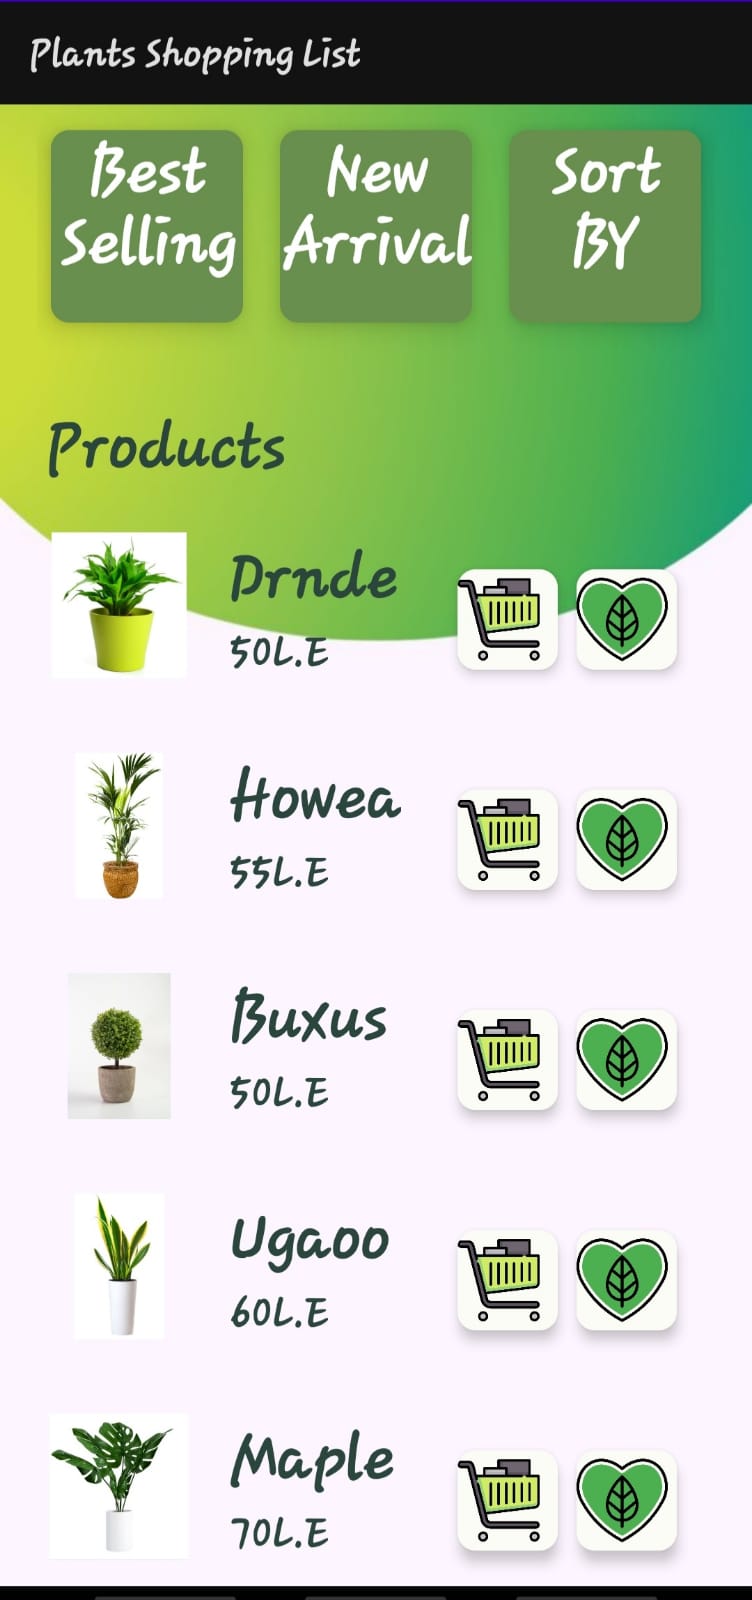 Plants Shopping List
Best
Selling
New
Arrival
Sort
BY
Products
Drnde
50L.E
Howea
55L.E
Buxus
50L.E
Ugaoo
60L.E
Maple
70L.E